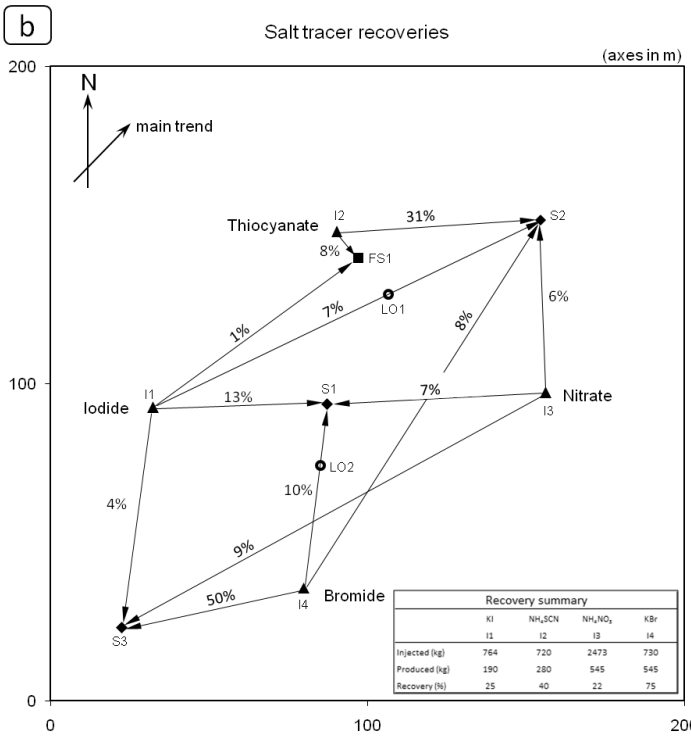 b
Salt tracer recoveries
(axes in m)
200
N
main trend
I2
31%
S2
Thiocyanate
8%
FS1
7%
LO1
8%
6%
1%
I1
S1
7%
Iodide
13%
I3
Nitrate
100
LO2
4%
10%
9%
50%
I4
Bromide
S3
Recovery summary
KI NH₄SCN NH₄NO₃ KBr
I1 I2 I3 I4
Injected (kg) 764 720 2473 730
Produced (kg) 190 280 545 545
Recovery (%) 25 40 22 75
0
0 100 200